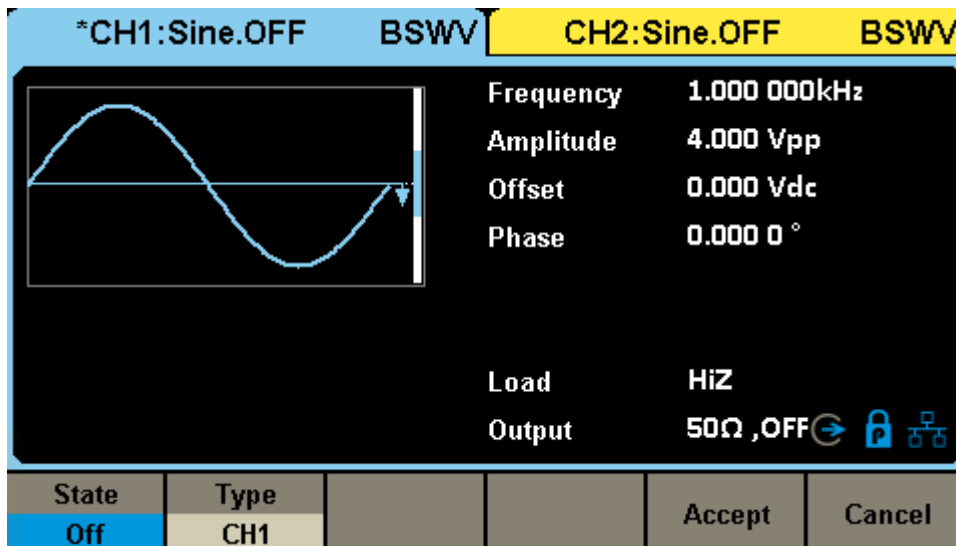 *CH1:Sine.OFF BSWV CH2:Sine.OFF BSWV
Frequency 1.000 000kHz
Amplitude 4.000 Vpp
Offset 0.000 Vdc
Phase 0.000 0 °
Load HiZ
Output 50Ω ,OFF P
State Type Accept Cancel
Off CH1